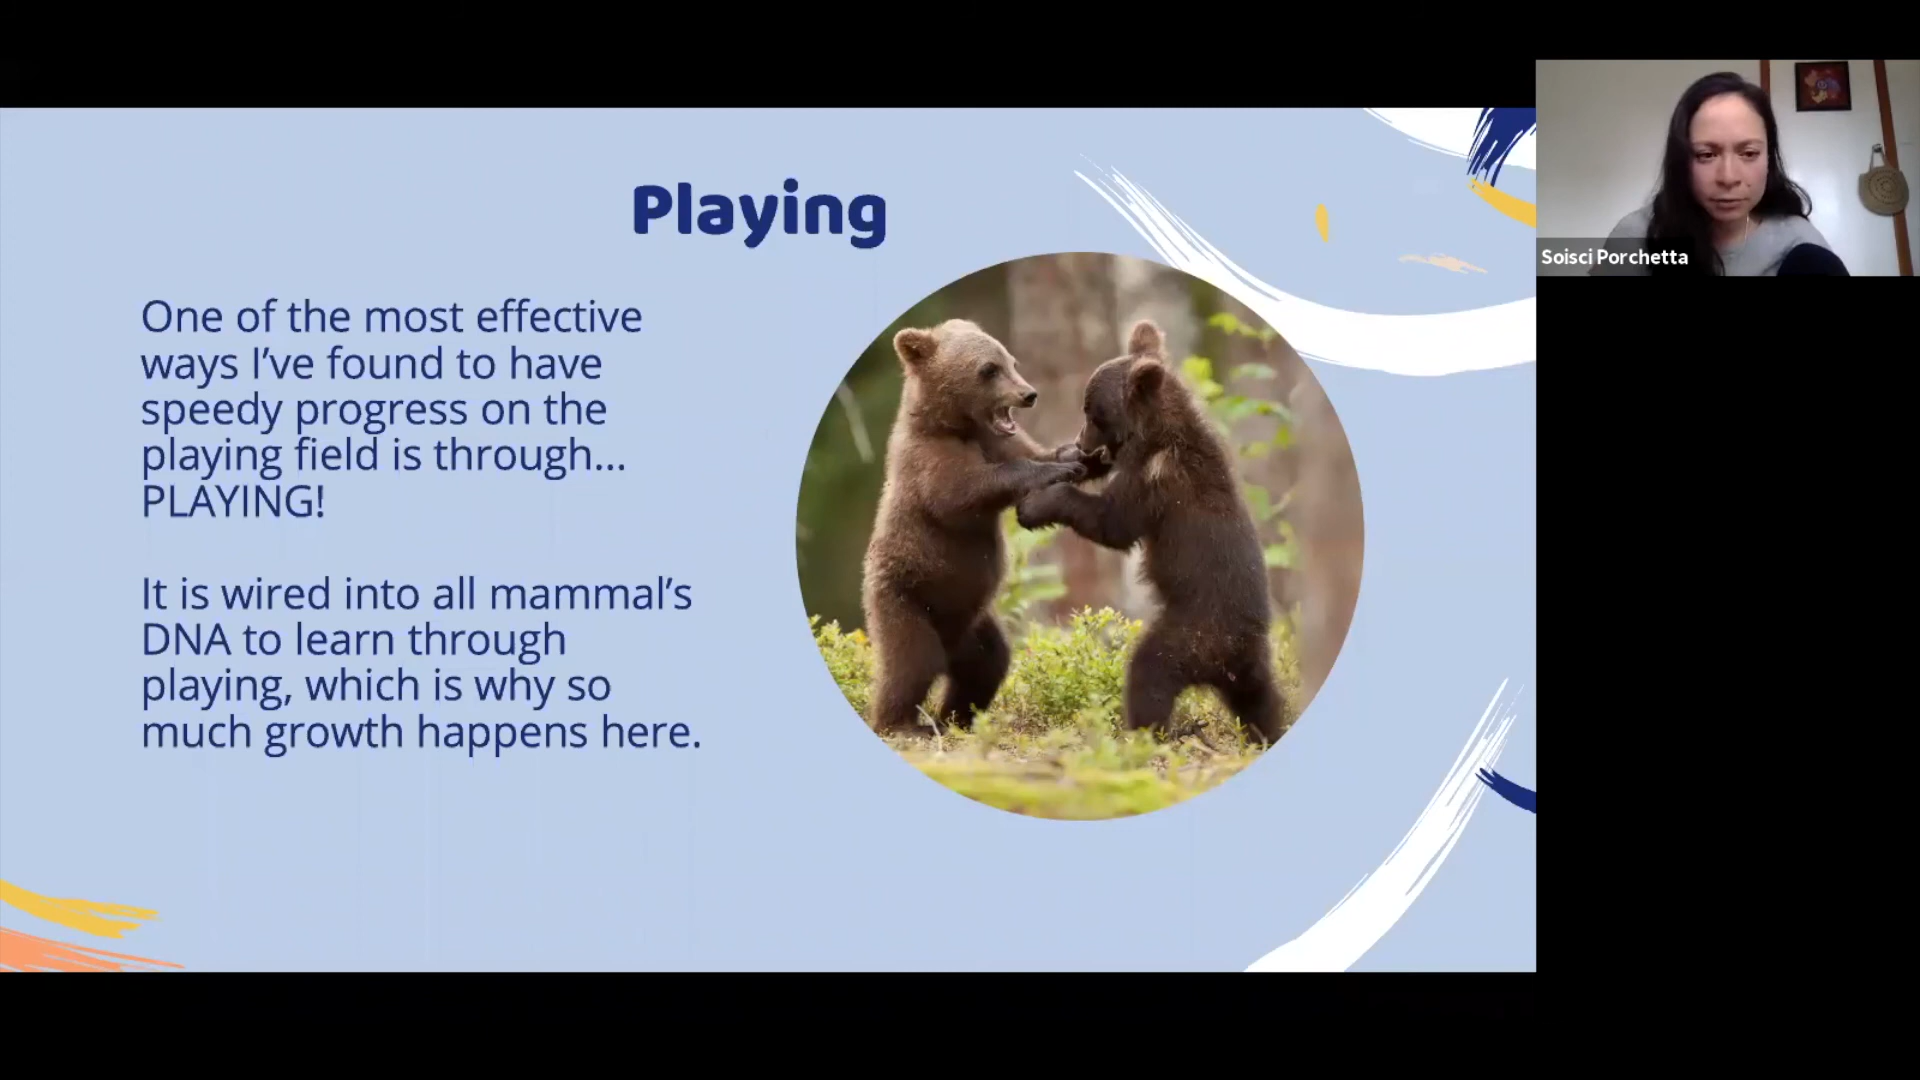 Playing
One of the most effective
ways I’ve found to have
speedy progress on the
playing field is through...
PLAYING!
It is wired into all mammal’s
DNA to learn through
playing, which is why so
much growth happens here.
Soisci Porchetta